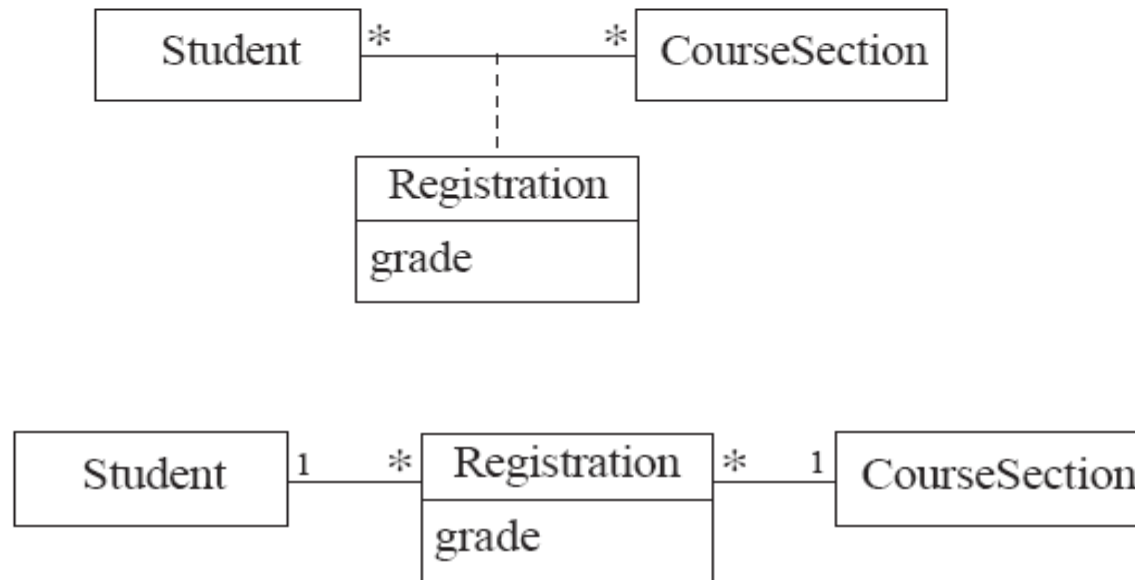 Student * * CourseSection
Registration
grade
Student 1 * Registration * 1 CourseSection
grade